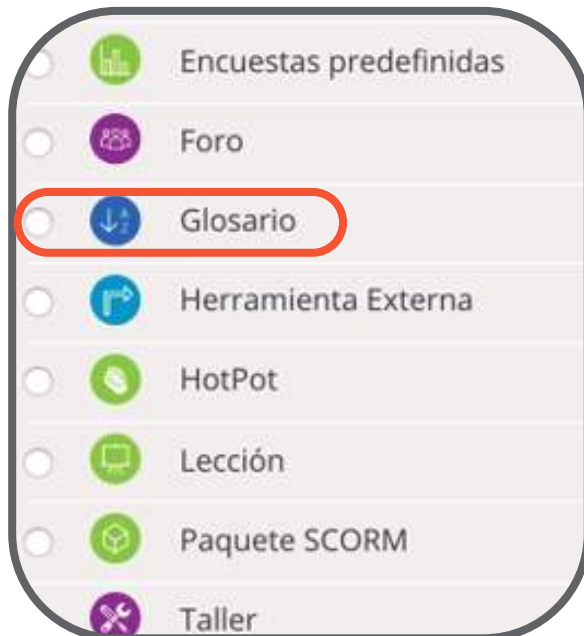 Encuestas predefinidas
Foro
Glosario
Herramienta Externa
HotPot
Lección
Paquete SCORM
Taller